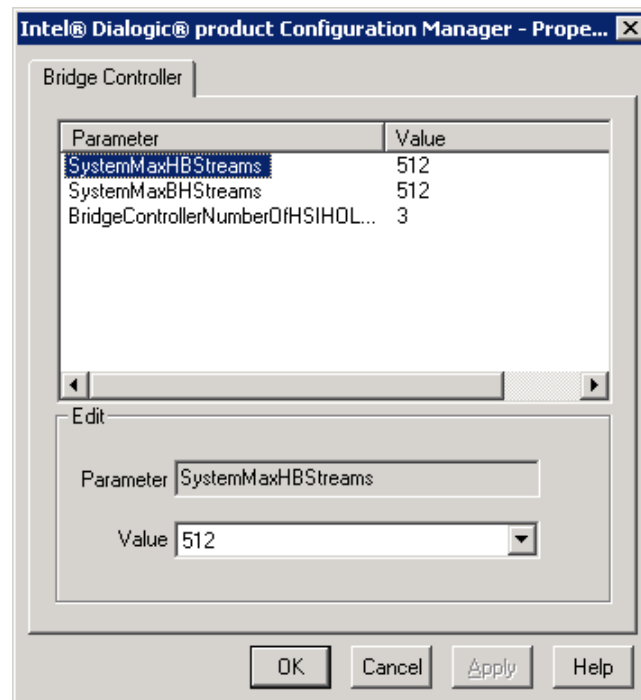 Intel® Dialogic® product Configuration Manager - Prope...
Bridge Controller
Parameter Value
SystemMaxHBStreams 512
SystemMaxBHStreams 512
BridgeControllerNumberOfHSIHOL... 3
Edit
Parameter SystemMaxHBStreams
Value 512
OK Cancel Apply Help